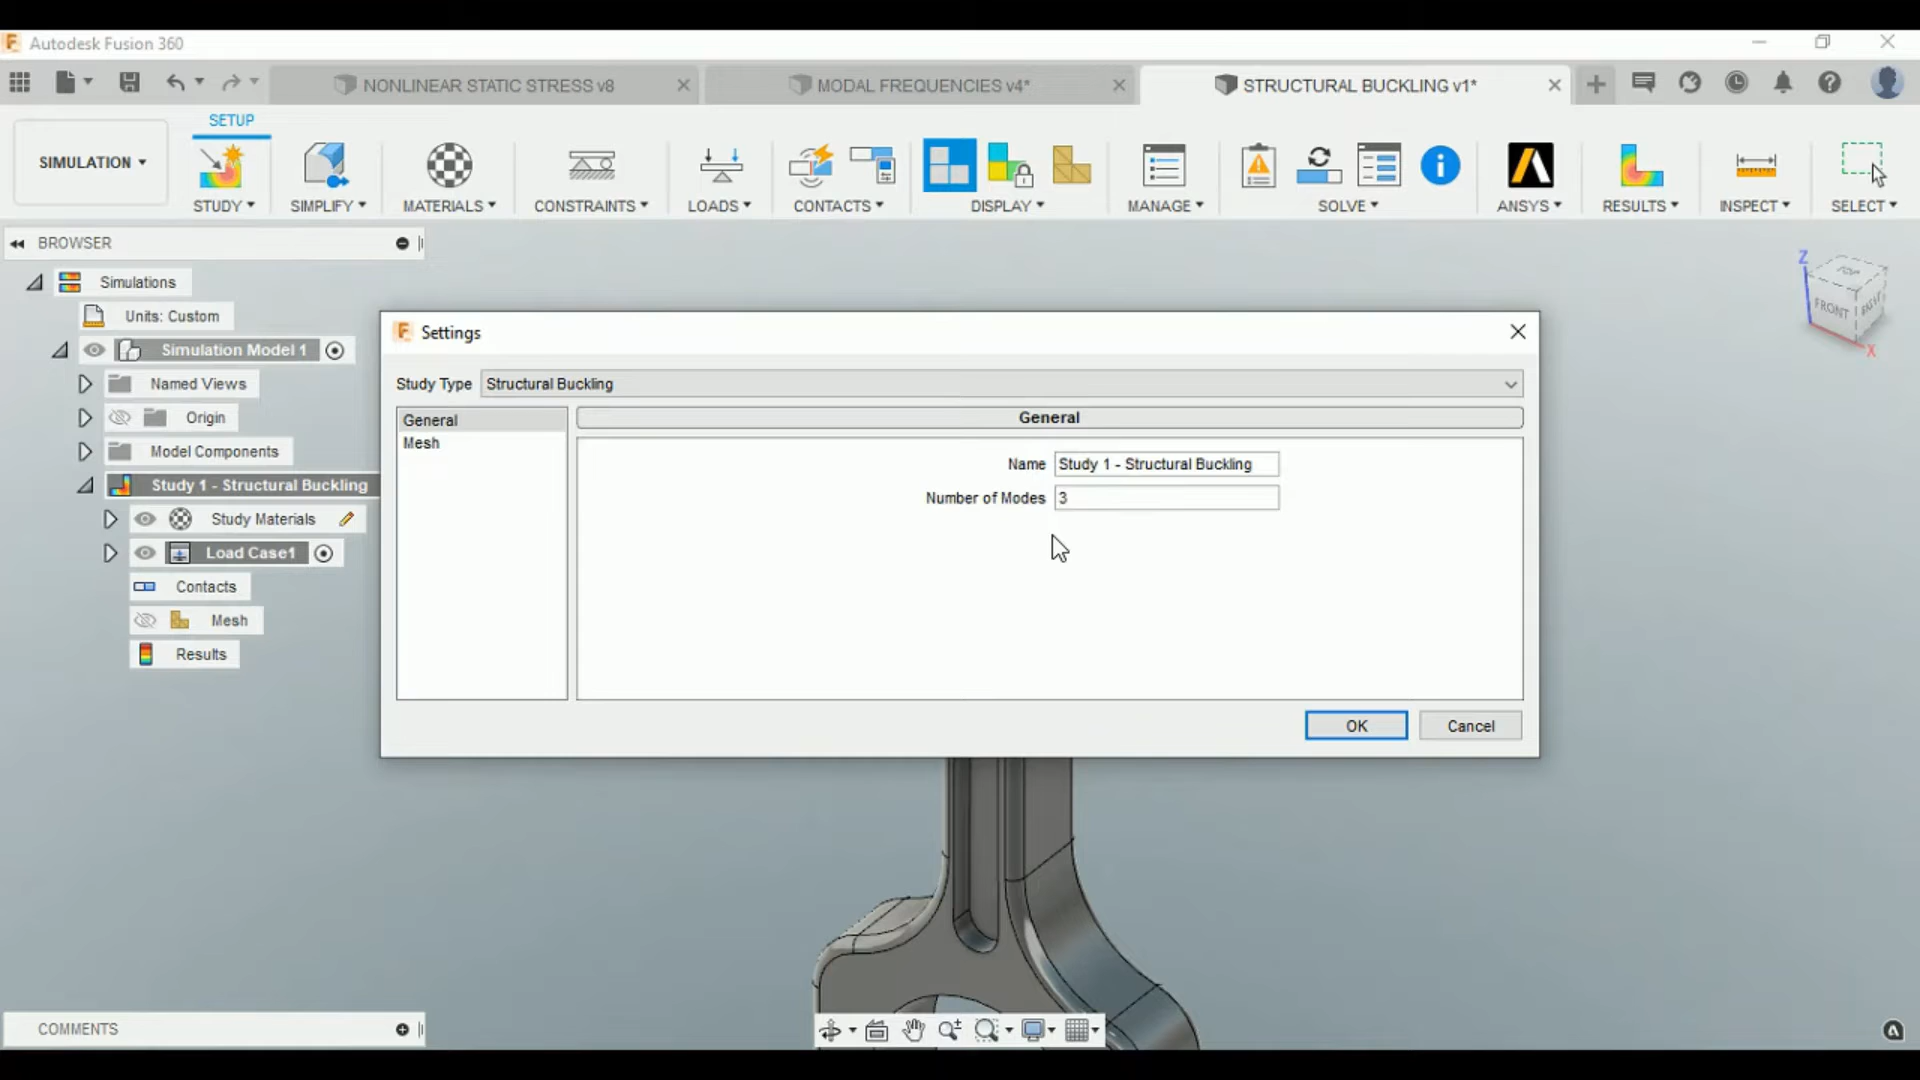 Autodesk Fusion 360
NONLINEAR STATIC STRESS v8
MODAL FREQUENCIES v4*
STRUCTURAL BUCKLING v1*
SETUP
SIMULATION
STUDY
SIMPLIFY
MATERIALS
CONSTRAINTS
LOADS
CONTACTS
DISPLAY
MANAGE
SOLVE
ANSYS
RESULTS
INSPECT
SELECT
BROWSER
Simulations
Units: Custom
Simulation Model 1
Named Views
Origin
Model Components
Study 1 - Structural Buckling
Study Materials
Load Case1
Contacts
Mesh
Results
Settings
Study Type Structural Buckling
General
Mesh
General
Name Study 1 - Structural Buckling
Number of Modes 3
OK Cancel
Z
TOP
FRONT
RIGHT
X
COMMENTS